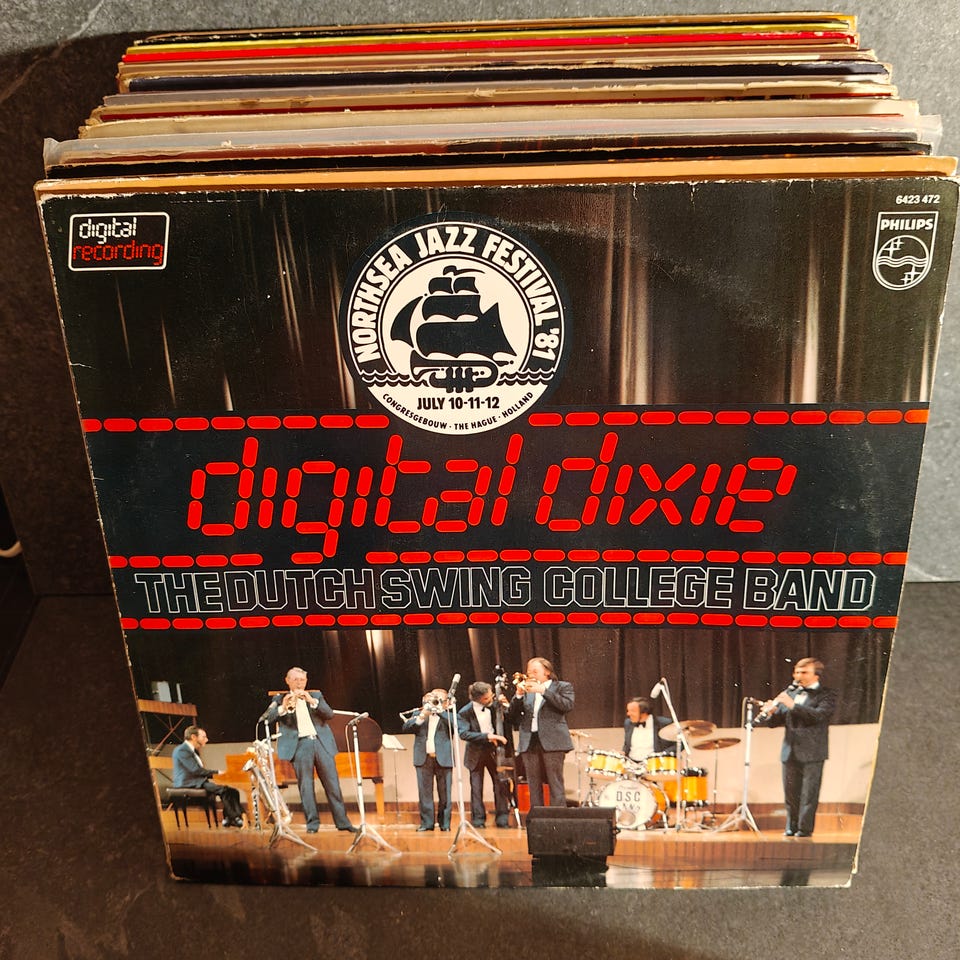 6423 472
digital
recording
PHILIPS
NORTHSEA JAZZ FESTIVAL '81
JULY 10-11-12
CONGRESGEBOUW · THE HAGUE · HOLLAND
digital dixie
THE DUTCH SWING COLLEGE BAND
DSC